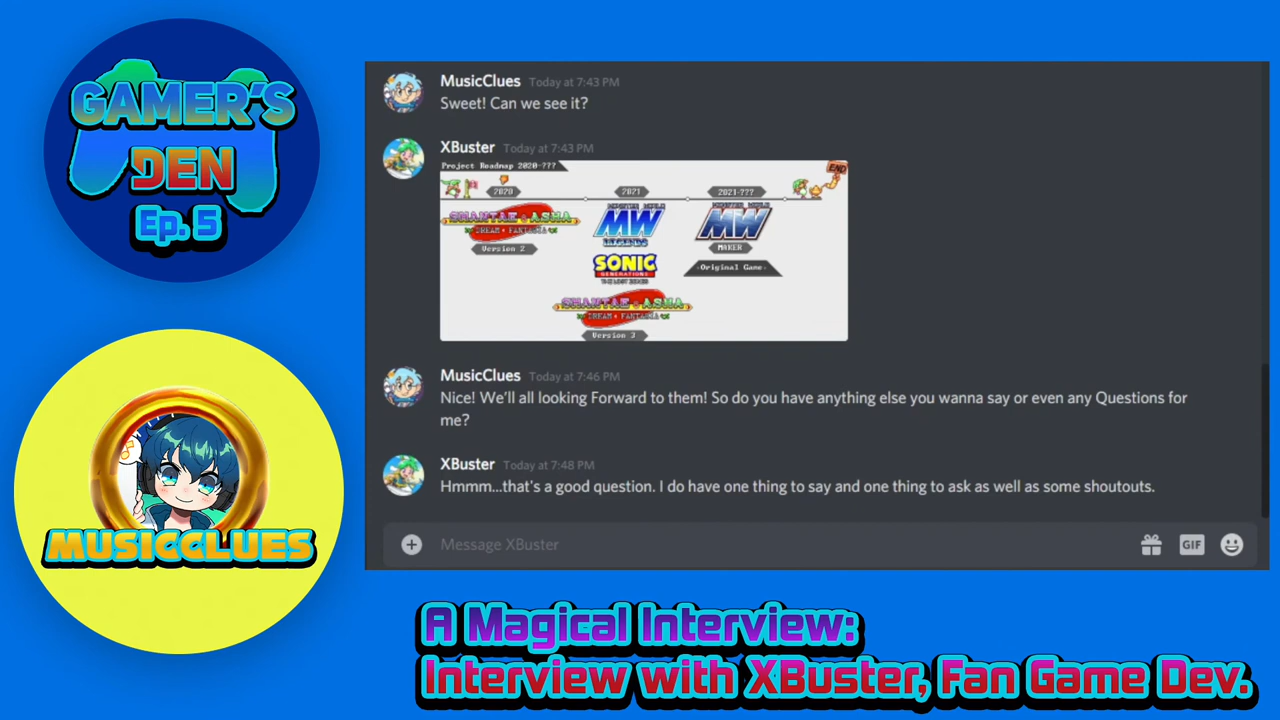 GAMER'S
DEN
Ep. 5
MUSICCLUES
MusicClues Today at 7:43 PM
Sweet! Can we see it?
XBuster Today at 7:43 PM
Project Roadmap 2020-???
END
2020
2021
2021-???
SHANTAE ASHA
DREAM FANTASIA
Version 2
MONSTER WORLD
MW
LEGENDS
MONSTER WORLD
MW
MAKER
SONIC
GENERATIONS
Original Game
SHANTAE ASHA
DREAM FANTASIA
Version 3
MusicClues Today at 7:46 PM
Nice! We'll all looking Forward to them! So do you have anything else you wanna say or even any Questions for
me?
XBuster Today at 7:48 PM
Hmmm...that's a good question. I do have one thing to say and one thing to ask as well as some shoutouts.
Message XBuster
GIF
A Magical Interview:
Interview with XBuster, Fan Game Dev.